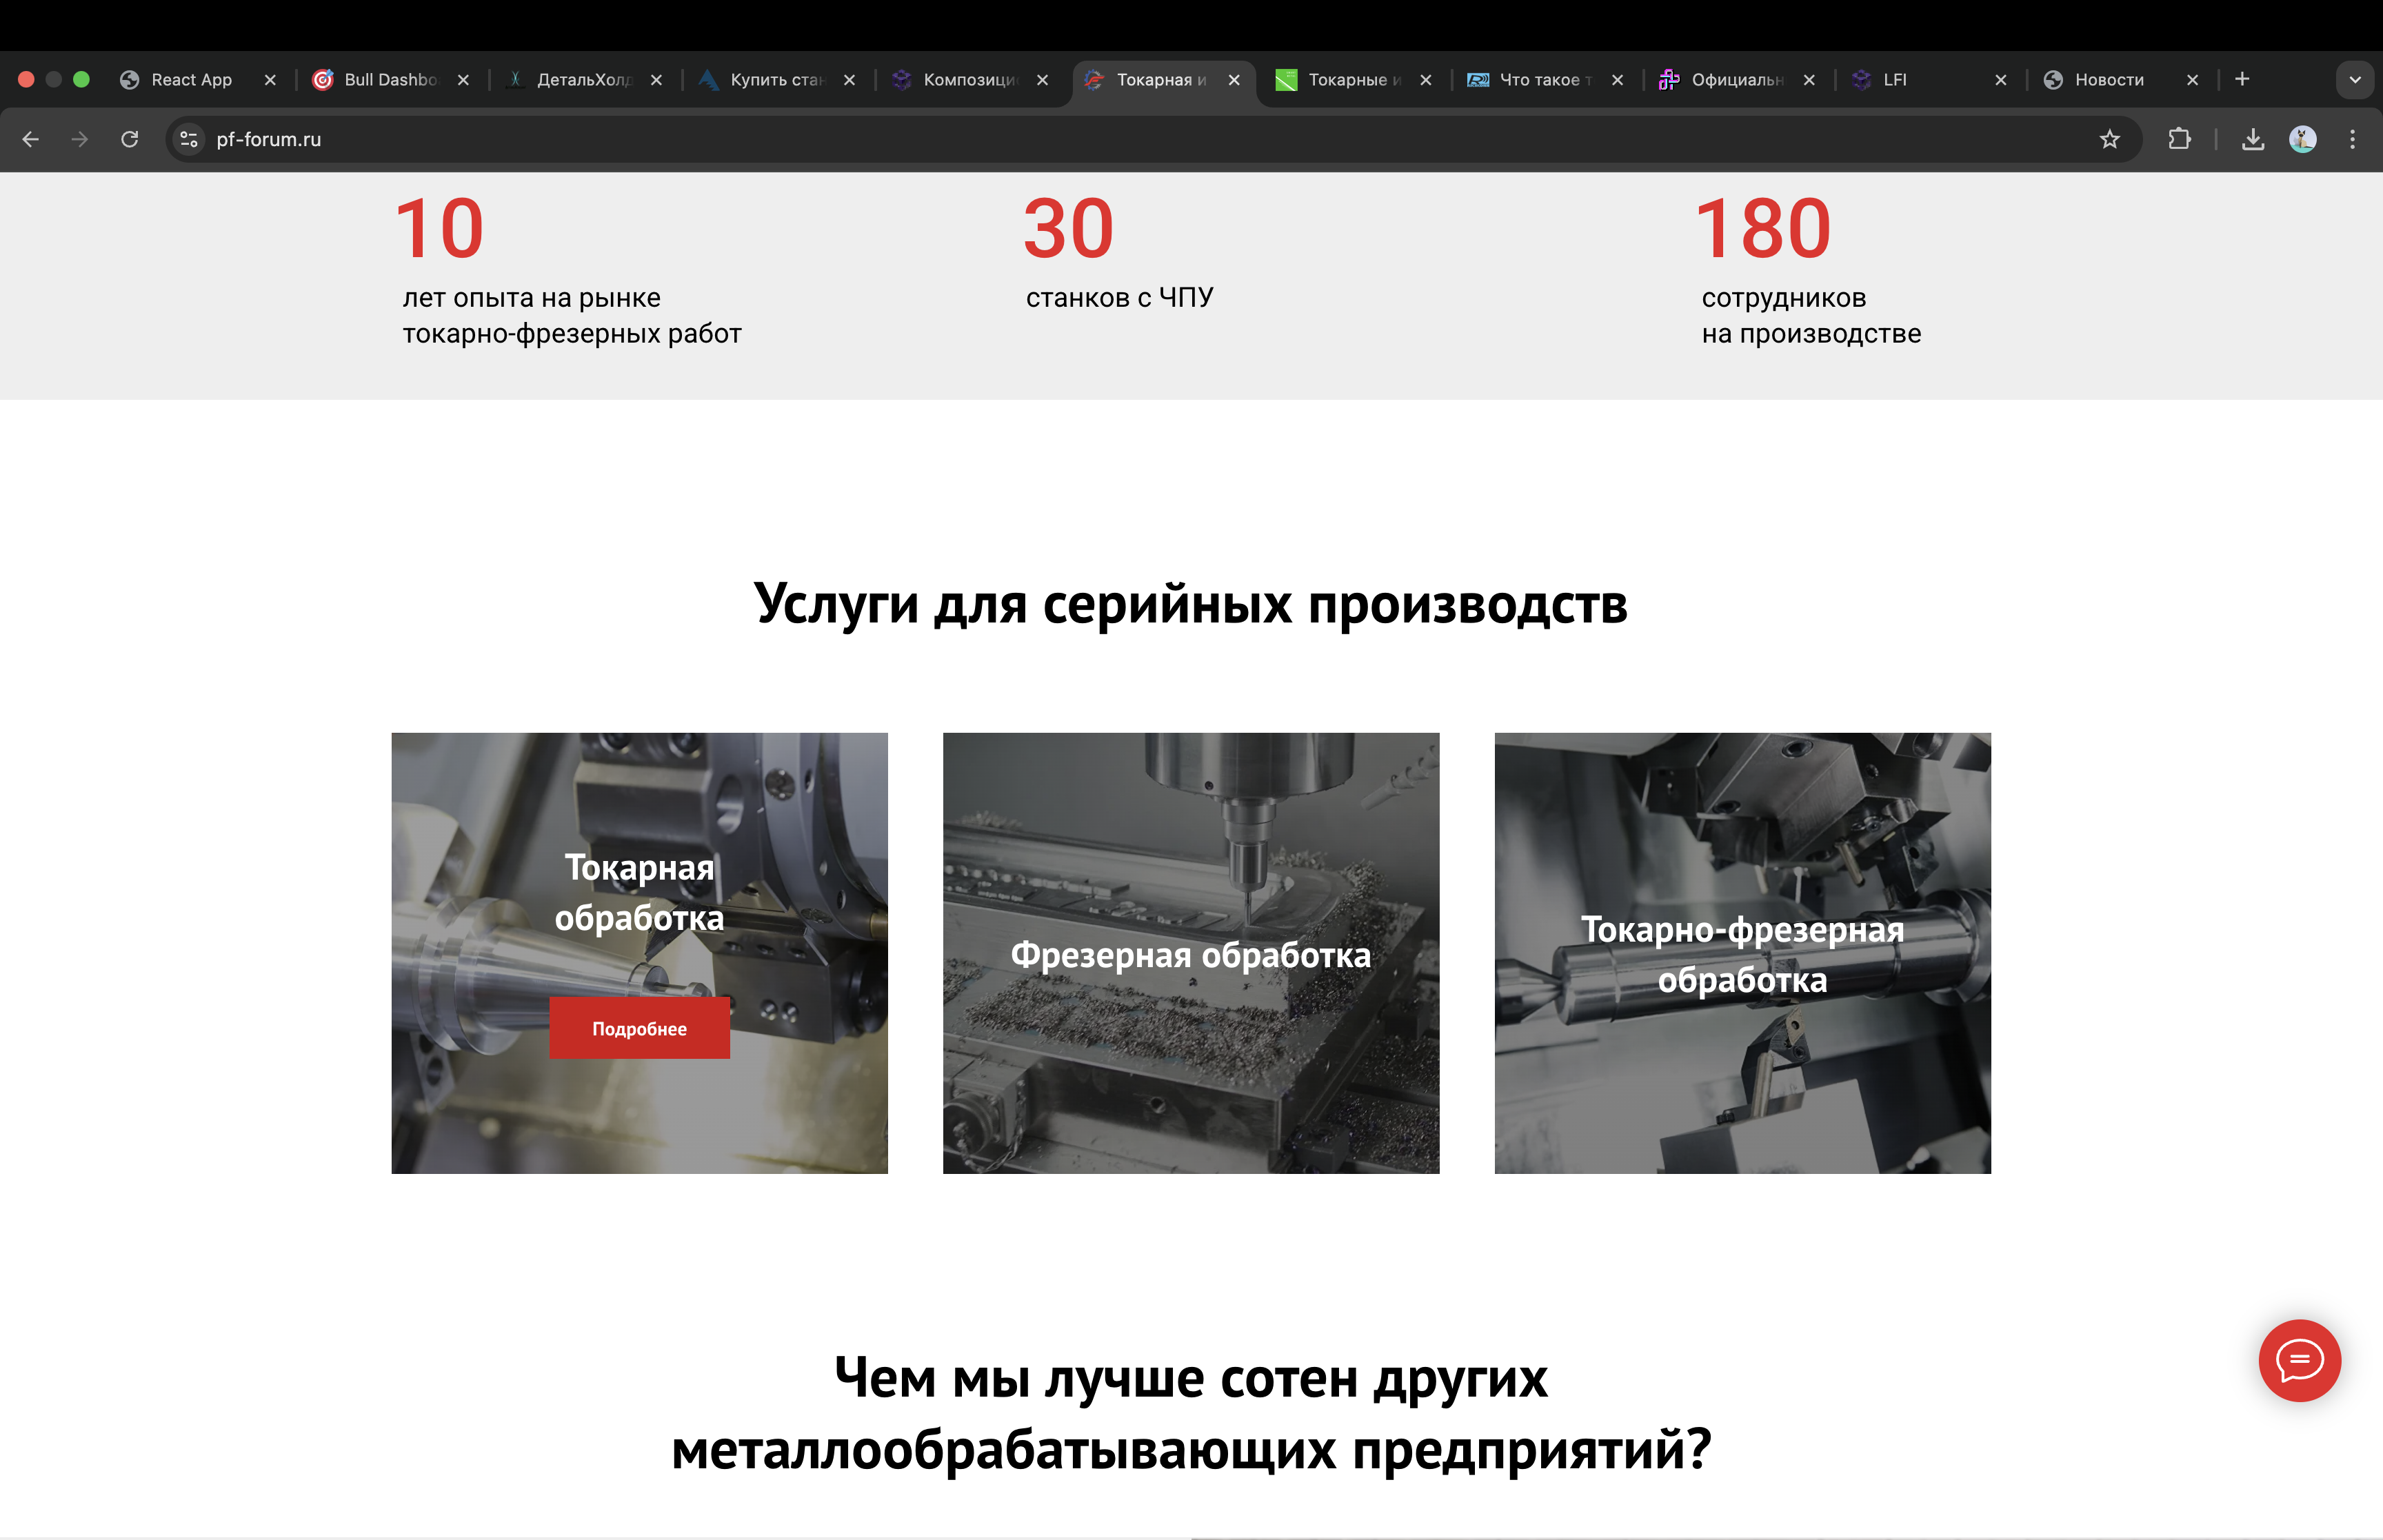 React App
Bull Dashbo
ДетальХолд
Купить стан
Композици
Токарная и
Токарные и
Что такое т
Официальн
LFI
Новости
pf-forum.ru
10
лет опыта на рынке
токарно-фрезерных работ
30
станков с ЧПУ
180
сотрудников
на производстве
Услуги для серийных производств
Токарная
обработка
Подробнее
Фрезерная обработка
Токарно-фрезерная
обработка
Чем мы лучше сотен других
металлообрабатывающих предприятий?